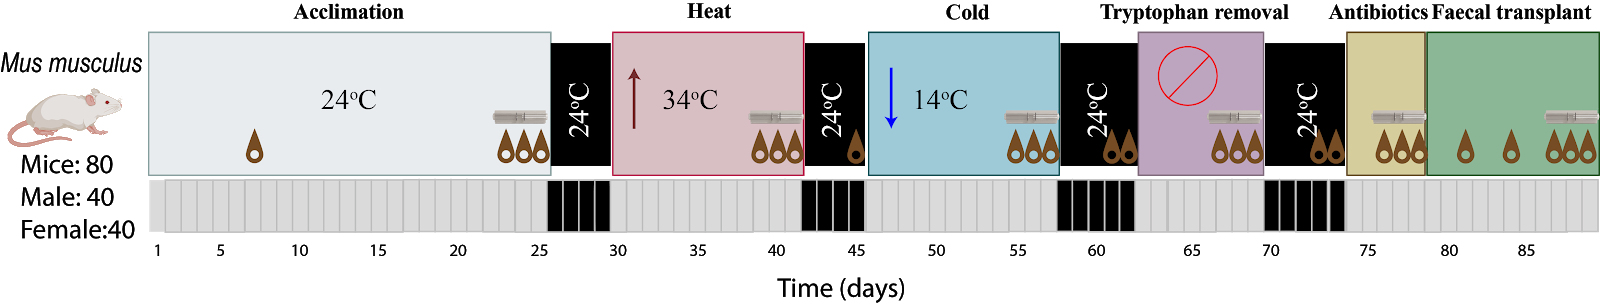 Acclimation Heat Cold Tryptophan removal Antibiotics Faecal transplant
Mus musculus
24°C 24°C 34°C 24°C 14°C 24°C 24°C
Mice: 80
Male: 40
Female:40
1 5 10 15 20 25 30 40 45 50 55 60 65 70 75 80 85
Time (days)